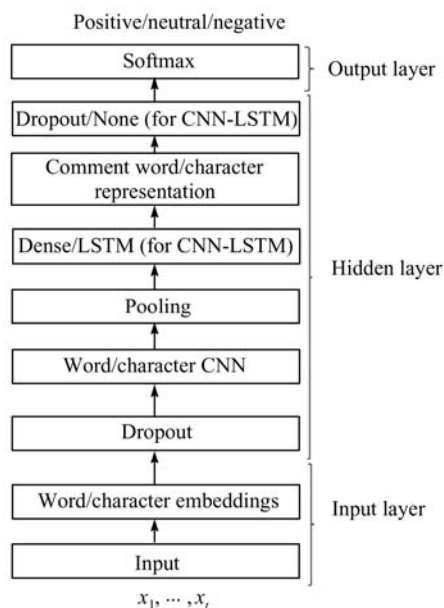 Positive/neutral/negative
Softmax
Output layer
Dropout/None (for CNN-LSTM)
Comment word/character
representation
Dense/LSTM (for CNN-LSTM)
Hidden layer
Pooling
Word/character CNN
Dropout
Word/character embeddings
Input layer
Input
x₁, ... , xₜ